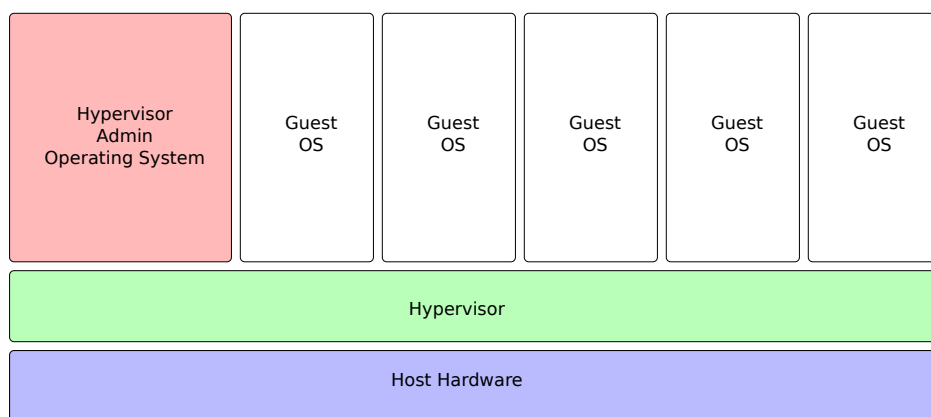 Hypervisor
Admin
Operating System
Guest
OS
Guest
OS
Guest
OS
Guest
OS
Guest
OS
Hypervisor
Host Hardware